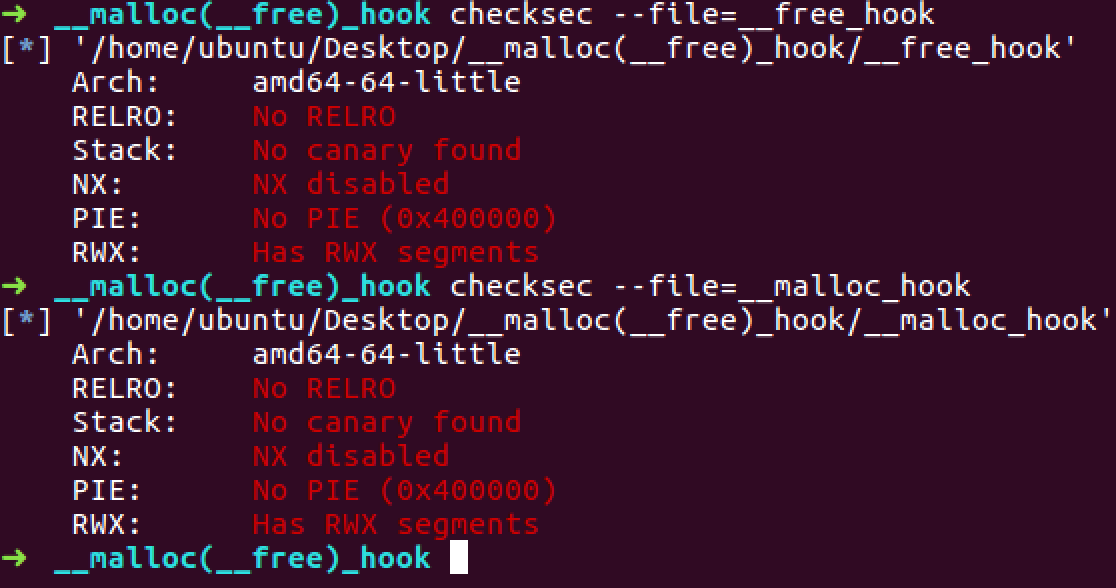 ➜  __malloc(__free)_hook checksec --file=__free_hook
[*] '/home/ubuntu/Desktop/__malloc(__free)_hook/__free_hook'
    Arch:     amd64-64-little
    RELRO:    No RELRO
    Stack:    No canary found
    NX:       NX disabled
    PIE:      No PIE (0x400000)
    RWX:      Has RWX segments
➜  __malloc(__free)_hook checksec --file=__malloc_hook
[*] '/home/ubuntu/Desktop/__malloc(__free)_hook/__malloc_hook'
    Arch:     amd64-64-little
    RELRO:    No RELRO
    Stack:    No canary found
    NX:       NX disabled
    PIE:      No PIE (0x400000)
    RWX:      Has RWX segments
➜  __malloc(__free)_hook